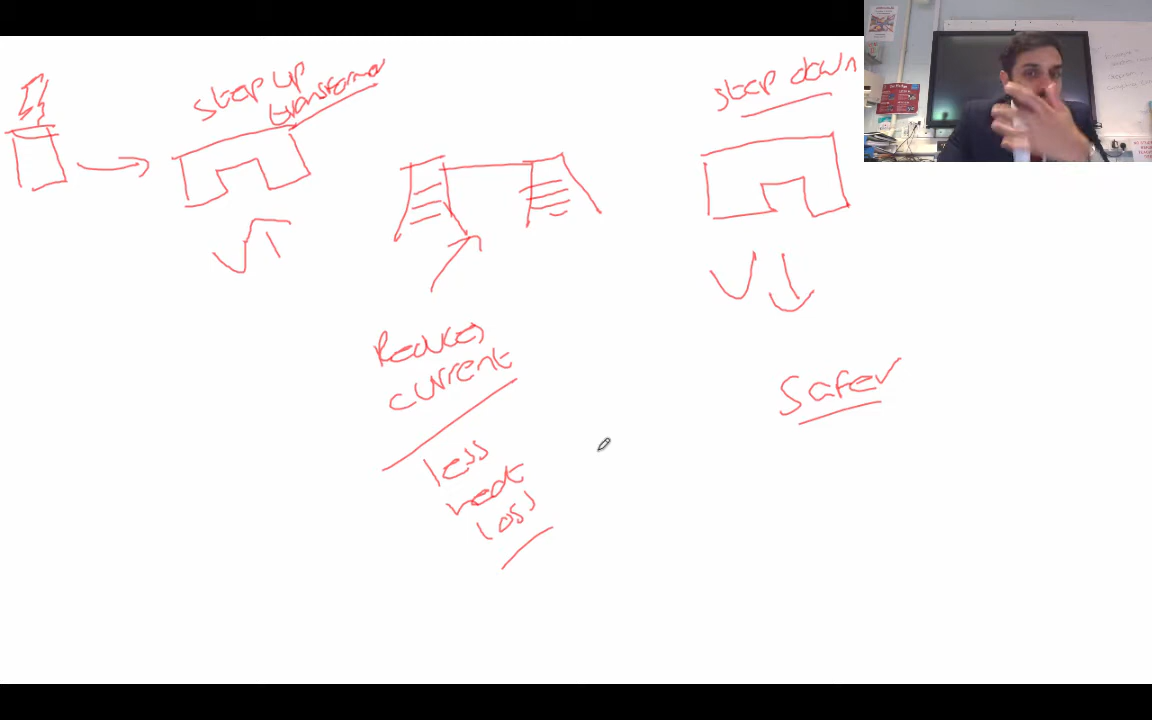 step up
transformer
step down
V↑
V↓
Reduces
current
less
heat
loss
Safer